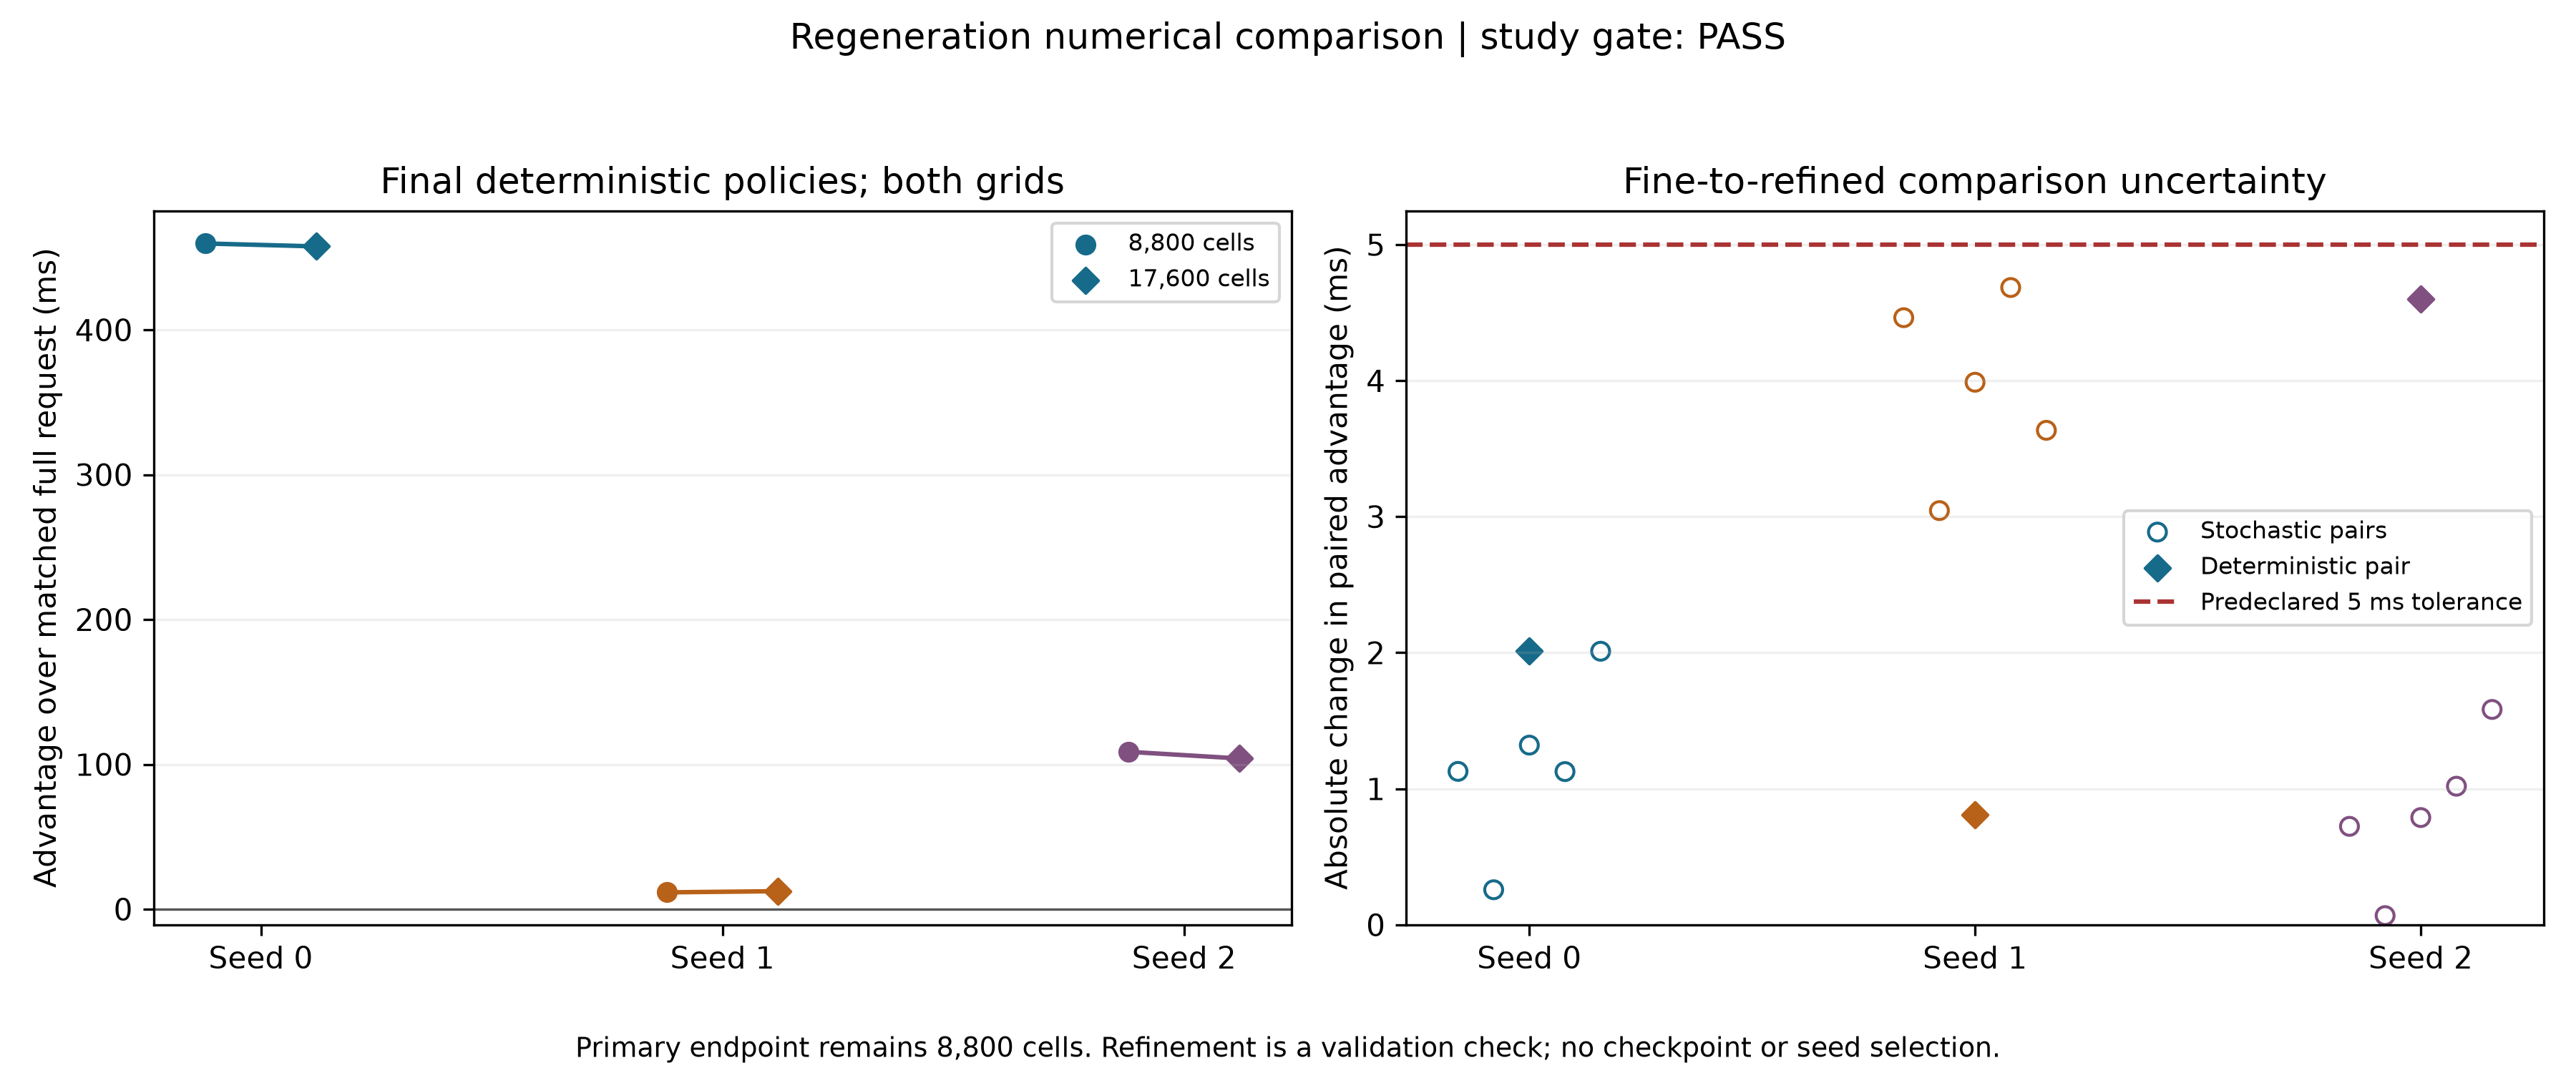 Regeneration numerical comparison | study gate: PASS
Final deterministic policies; both grids
Advantage over matched full request (ms)
400
300
200
100
0
8,800 cells
17,600 cells
Seed 0
Seed 1
Seed 2
Fine-to-refined comparison uncertainty
Absolute change in paired advantage (ms)
5
4
3
2
1
0
Stochastic pairs
Deterministic pair
Predeclared 5 ms tolerance
Seed 0
Seed 1
Seed 2
Primary endpoint remains 8,800 cells. Refinement is a validation check; no checkpoint or seed selection.